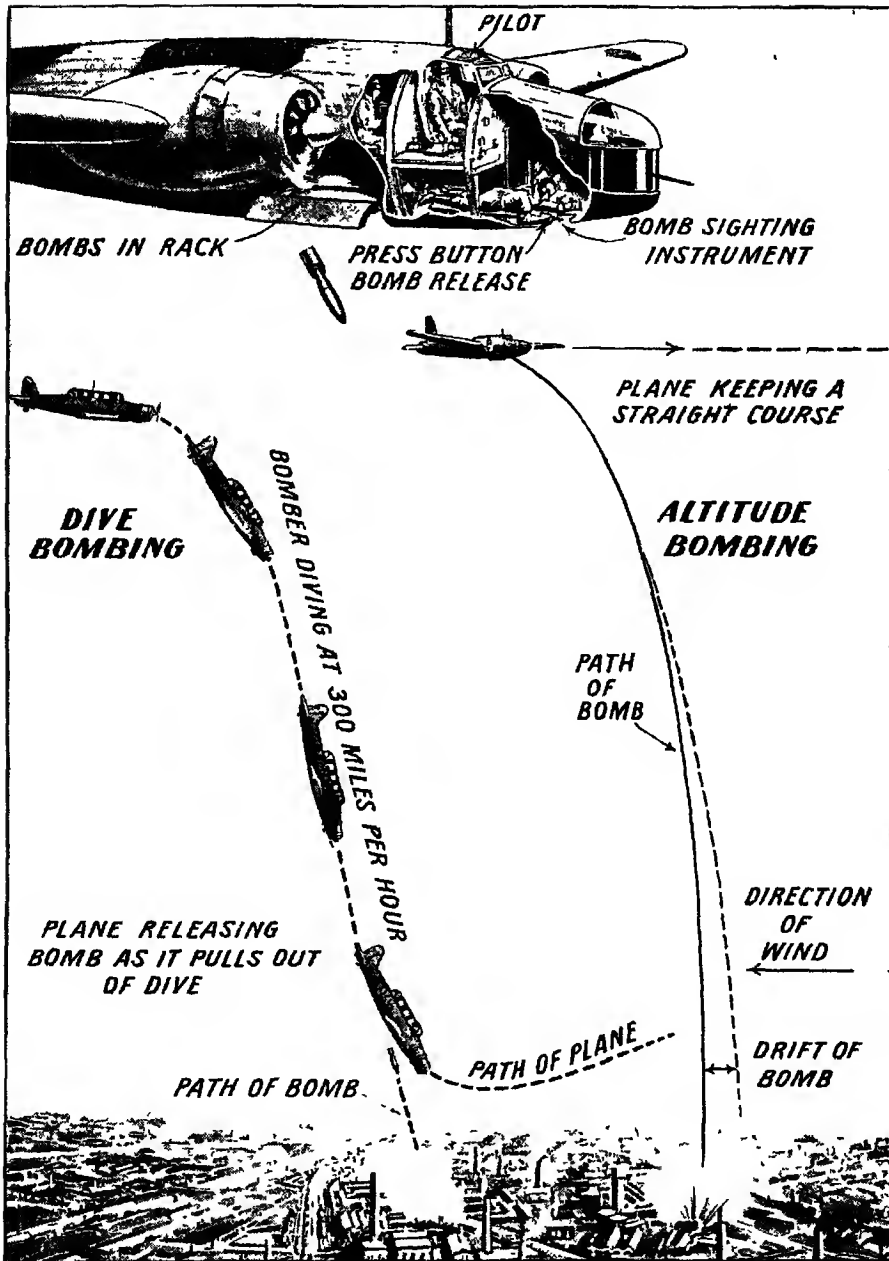 PILOT
BOMBS IN RACK
PRESS BUTTON
BOMB RELEASE
BOMB SIGHTING
INSTRUMENT
PLANE KEEPING A
STRAIGHT COURSE
DIVE
BOMBING
BOMBER DIVING AT 300 MILES PER HOUR
ALTITUDE
BOMBING
PATH
OF
BOMB
PLANE RELEASING
BOMB AS IT PULLS OUT
OF DIVE
DIRECTION
OF
WIND
PATH OF PLANE
DRIFT OF
BOMB
PATH OF BOMB